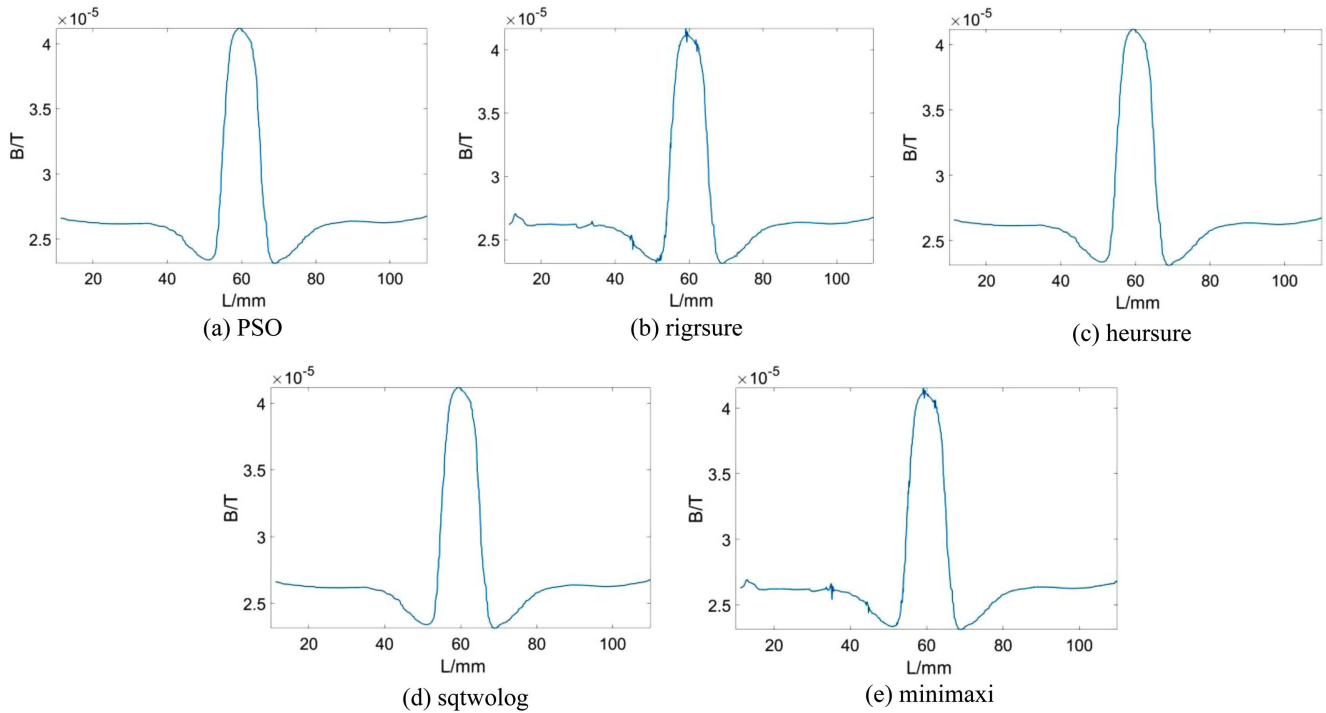 ×10⁻⁵
4
3.5
3
2.5
B/T
20 40 60 80 100
L/mm
(a) PSO
×10⁻⁵
4
3.5
3
2.5
B/T
20 40 60 80 100
L/mm
(b) rigrsure
×10⁻⁵
4
3.5
3
2.5
B/T
20 40 60 80 100
L/mm
(c) heursure
×10⁻⁵
4
3.5
3
2.5
B/T
20 40 60 80 100
L/mm
(d) sqtwolog
×10⁻⁵
4
3.5
3
2.5
B/T
20 40 60 80 100
L/mm
(e) minimaxi